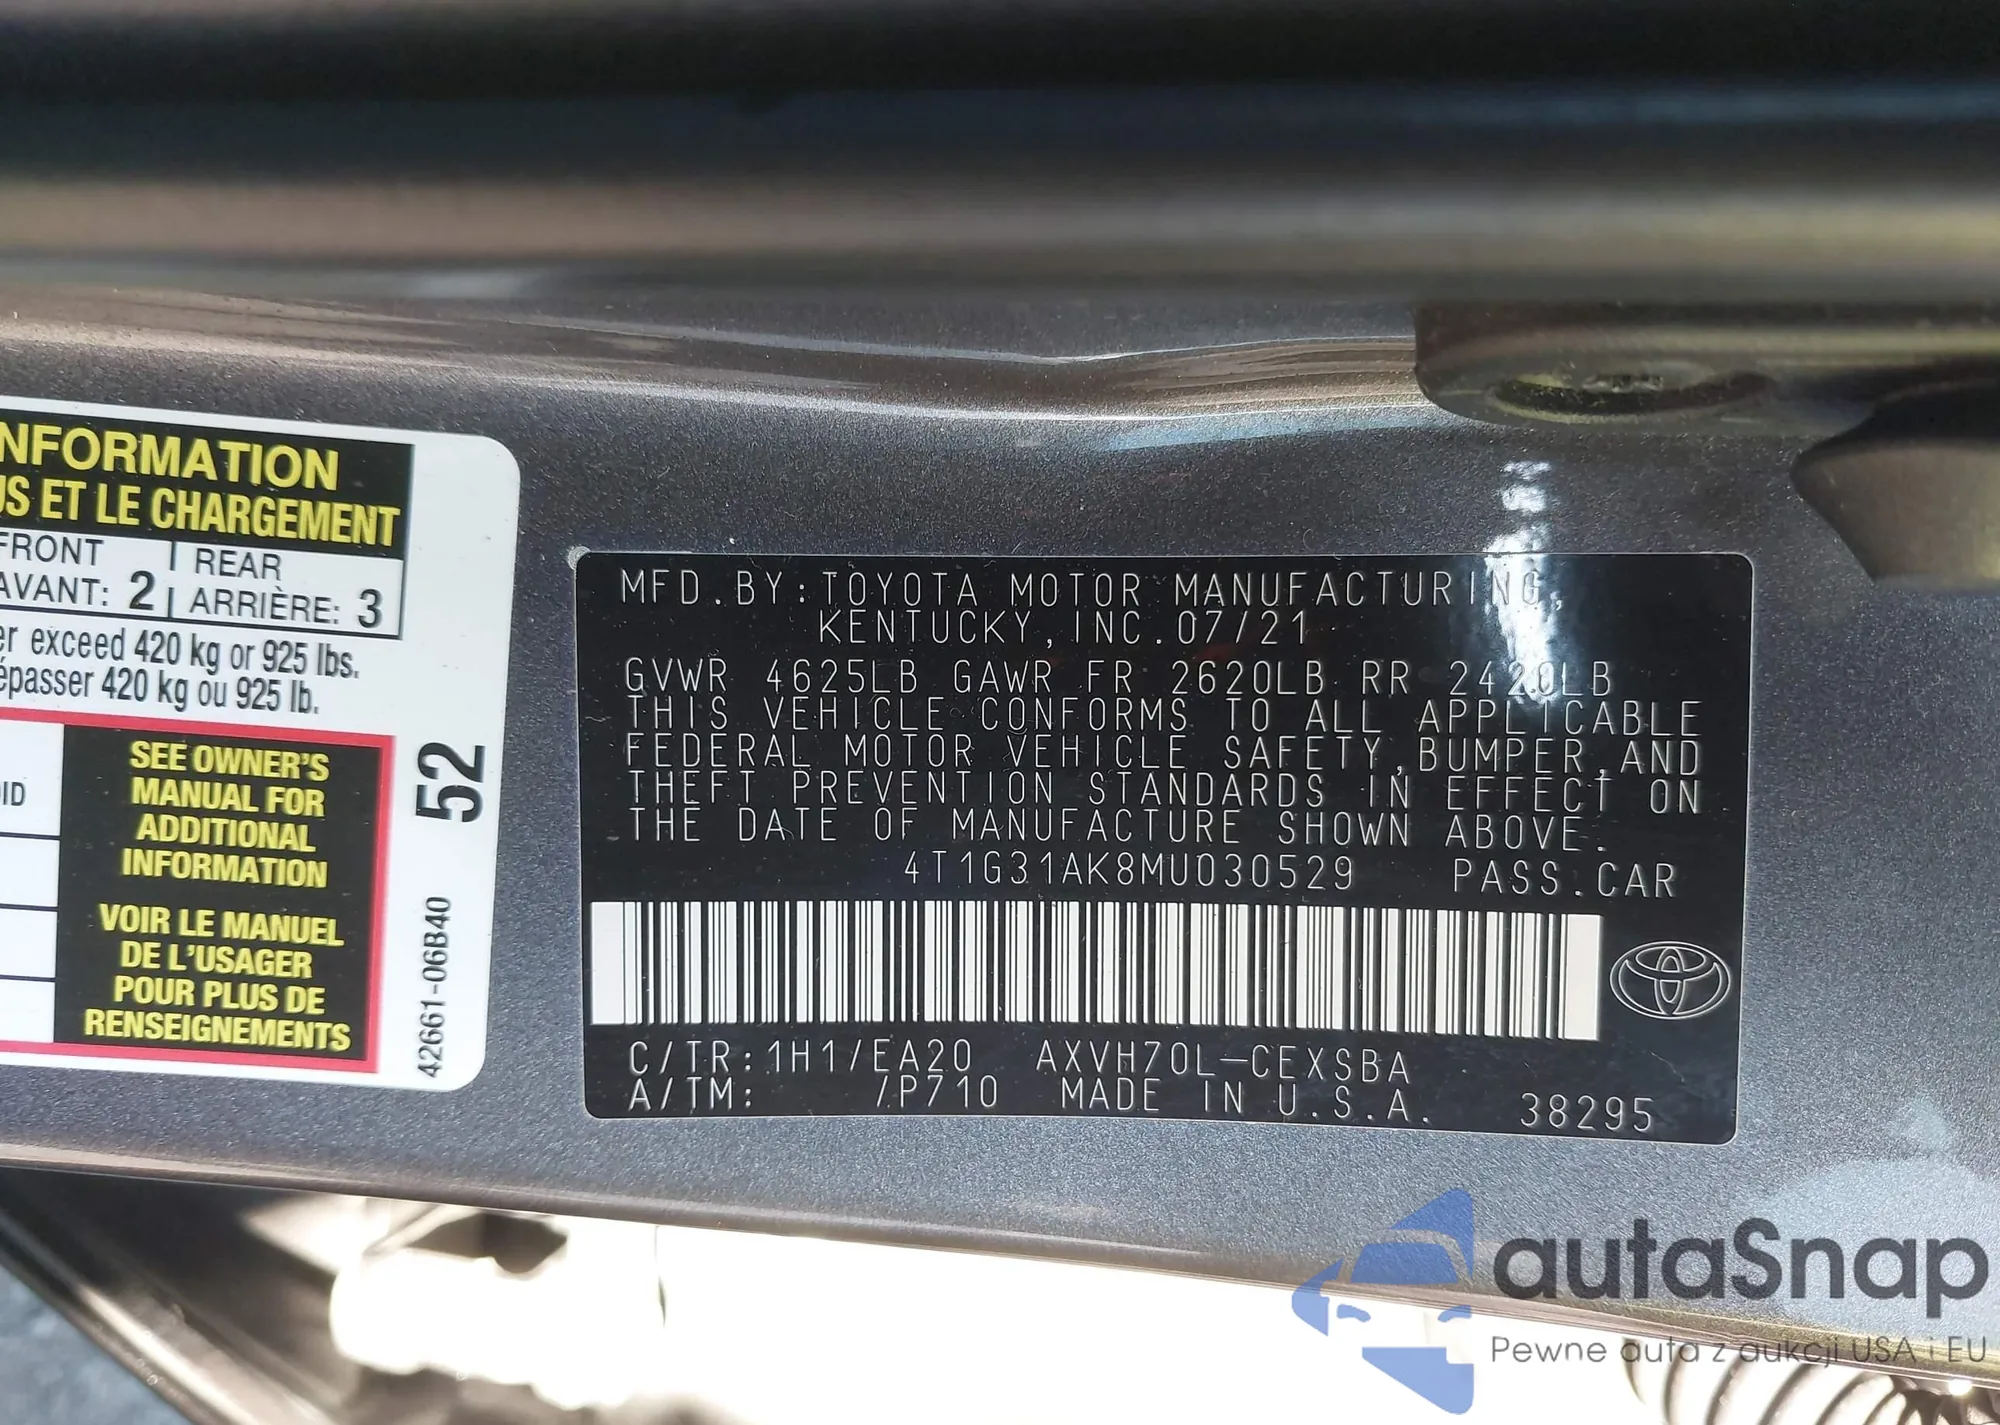 NFORMATION
US ET LE CHARGEMENT
FRONT | REAR
AVANT: 2 | ARRIÈRE: 3
er exceed 420 kg or 925 lbs.
épasser 420 kg ou 925 lb.
SEE OWNER'S
MANUAL FOR
ADDITIONAL
INFORMATION
VOIR LE MANUEL
DE L'USAGER
POUR PLUS DE
RENSEIGNEMENTS
52
42661-06B40
MFD.BY:TOYOTA MOTOR MANUFACTURING,
KENTUCKY,INC.07/21
GVWR 4625LB GAWR FR 2620LB RR 2420LB
THIS VEHICLE CONFORMS TO ALL APPLICABLE
FEDERAL MOTOR VEHICLE SAFETY,BUMPER,AND
THEFT PREVENTION STANDARDS IN EFFECT ON
THE DATE OF MANUFACTURE SHOWN ABOVE.
4T1G31AK8MU030529 PASS.CAR
C/TR:1H1/EA20 AXVH70L-CEXSBA
A/TM: /P710 MADE IN U.S.A. 38295
autaSnap
Pewne auta z aukcji USA i EU